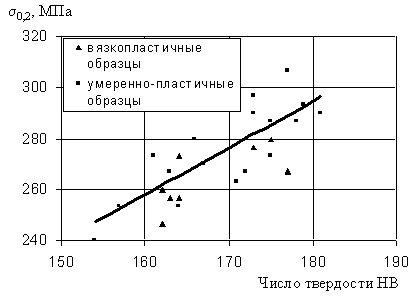 σ0,2, МПа
320
300
280
260
240
вязкопластичные
образцы
умеренно-пластичные
образцы
150 160 170 180 190
Число твердости НВ